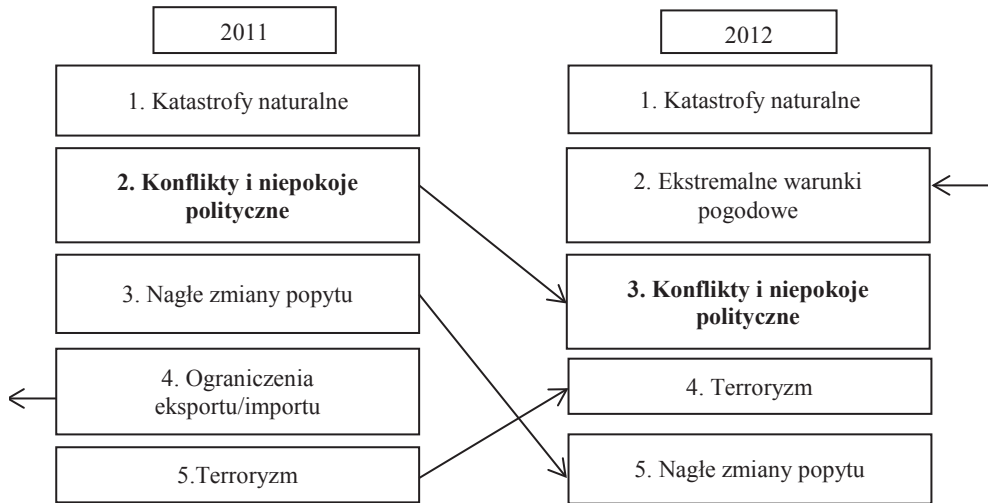 2011
1. Katastrofy naturalne
2. Konflikty i niepokoje
polityczne
3. Nagłe zmiany popytu
4. Ograniczenia
eksportu/importu
5.Terroryzm
2012
1. Katastrofy naturalne
2. Ekstremalne warunki
pogodowe
3. Konflikty i niepokoje
polityczne
4. Terroryzm
5. Nagłe zmiany popytu